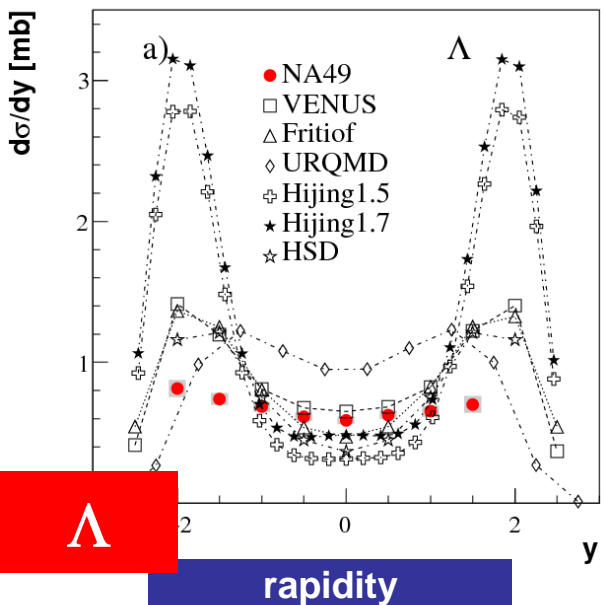 dσ/dy [mb]
3
2
1
a)
Λ
NA49
VENUS
Fritiof
URQMD
Hijing1.5
Hijing1.7
HSD
-2
0
2
y
Λ
rapidity